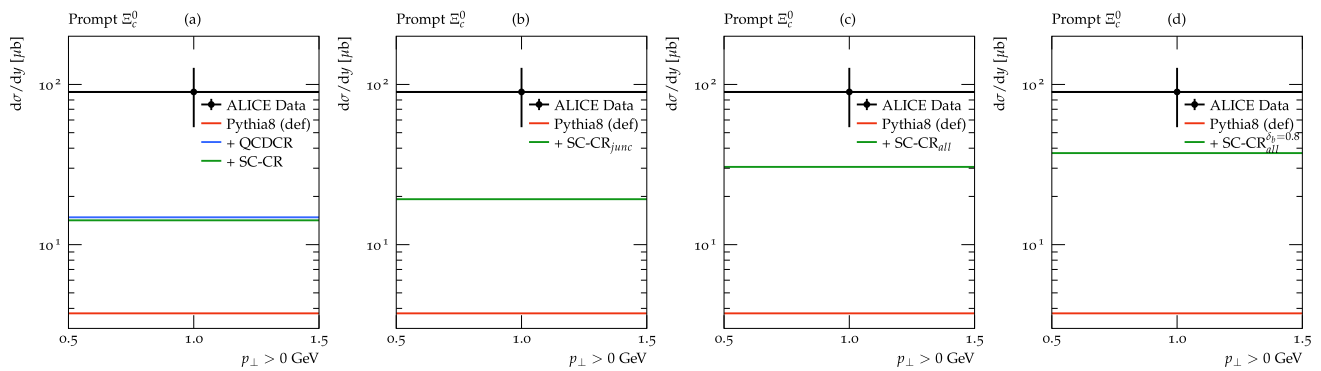 Prompt Ξ_c^0 (a)
dσ/dy [μb]
10^2
10^1
ALICE Data
Pythia8 (def)
+ QCDCR
+ SC-CR
0.5 1.0 1.5
p_⊥ > 0 GeV
Prompt Ξ_c^0 (b)
dσ/dy [μb]
10^2
10^1
ALICE Data
Pythia8 (def)
+ SC-CR_junc
0.5 1.0 1.5
p_⊥ > 0 GeV
Prompt Ξ_c^0 (c)
dσ/dy [μb]
10^2
10^1
ALICE Data
Pythia8 (def)
+ SC-CR_all
0.5 1.0 1.5
p_⊥ > 0 GeV
Prompt Ξ_c^0 (d)
dσ/dy [μb]
10^2
10^1
ALICE Data
Pythia8 (def)
+ SC-CR_all^{δ_b=0.8}
0.5 1.0 1.5
p_⊥ > 0 GeV